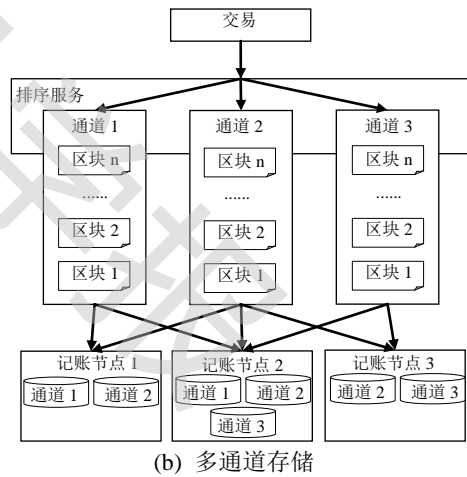 交易
排序服务
通道 1 通道 2 通道 3
区块 n 区块 n 区块 n
...... ...... ......
区块 2 区块 2 区块 2
区块 1 区块 1 区块 1
记账节点 1 记账节点 2 记账节点 3
通道 1 通道 2 通道 1 通道 2 通道 2 通道 3
通道 3
(b) 多通道存储
学报